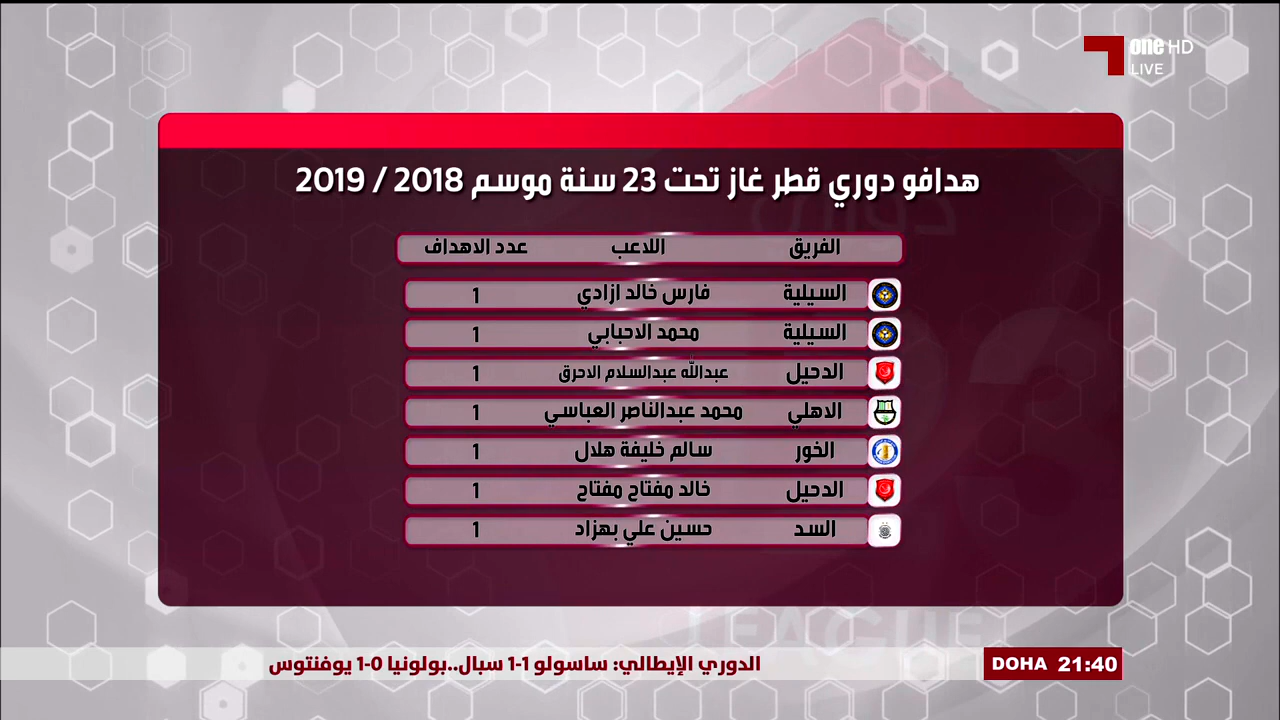 one HD
LIVE
هدافو دوري قطر غاز تحت 23 سنة موسم 2018 / 2019
الفريق اللاعب عدد الاهداف
السيلية فارس خالد ازادي 1
السيلية محمد الاحبابي 1
الدحيل عبدالله عبدالسلام الاحرق 1
الاهلي محمد عبدالناصر العباسي 1
الخور سالم خليفة هلال 1
الدحيل خالد مفتاح مفتاح 1
السد حسين علي بهزاد 1
LEAGUE
DOHA 21:40
الدوري الإيطالي: ساسولو 1-1 سبال..بولونيا 0-1 يوفنتوس